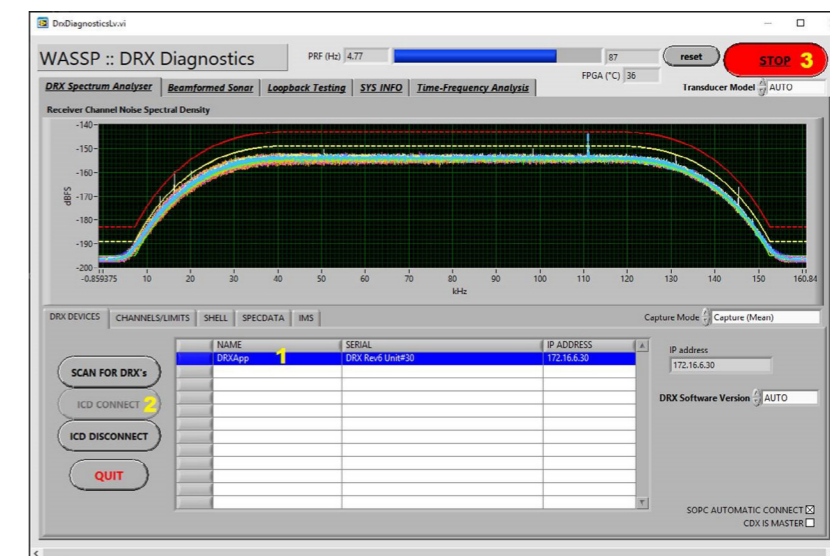 DrxDiagnosticsLv.vi
WASSP :: DRX Diagnostics
PRF (Hz) 4.77
87
reset
STOP 3
FPGA (°C) 36
DRX Spectrum Analyser
Beamformed Sonar
Loopback Testing
SYS INFO
Time-Frequency Analysis
Transducer Model AUTO
Receiver Channel Noise Spectral Density
-140
-150
-160
-170
-180
-190
-200
dBFS
-0.859375 10 20 30 40 50 60 70 80 90 100 110 120 130 140 150 160.84
kHz
DRX DEVICES
CHANNELS/LIMITS
SHELL
SPECDATA
IMS
Capture Mode Capture (Mean)
NAME SERIAL IP ADDRESS
DRXApp 1 DRX Rev6 Unit#30 172.16.6.30
IP address
172.16.6.30
SCAN FOR DRX's
DRX Software Version AUTO
ICD CONNECT 2
ICD DISCONNECT
QUIT
SOPC AUTOMATIC CONNECT
CDX IS MASTER